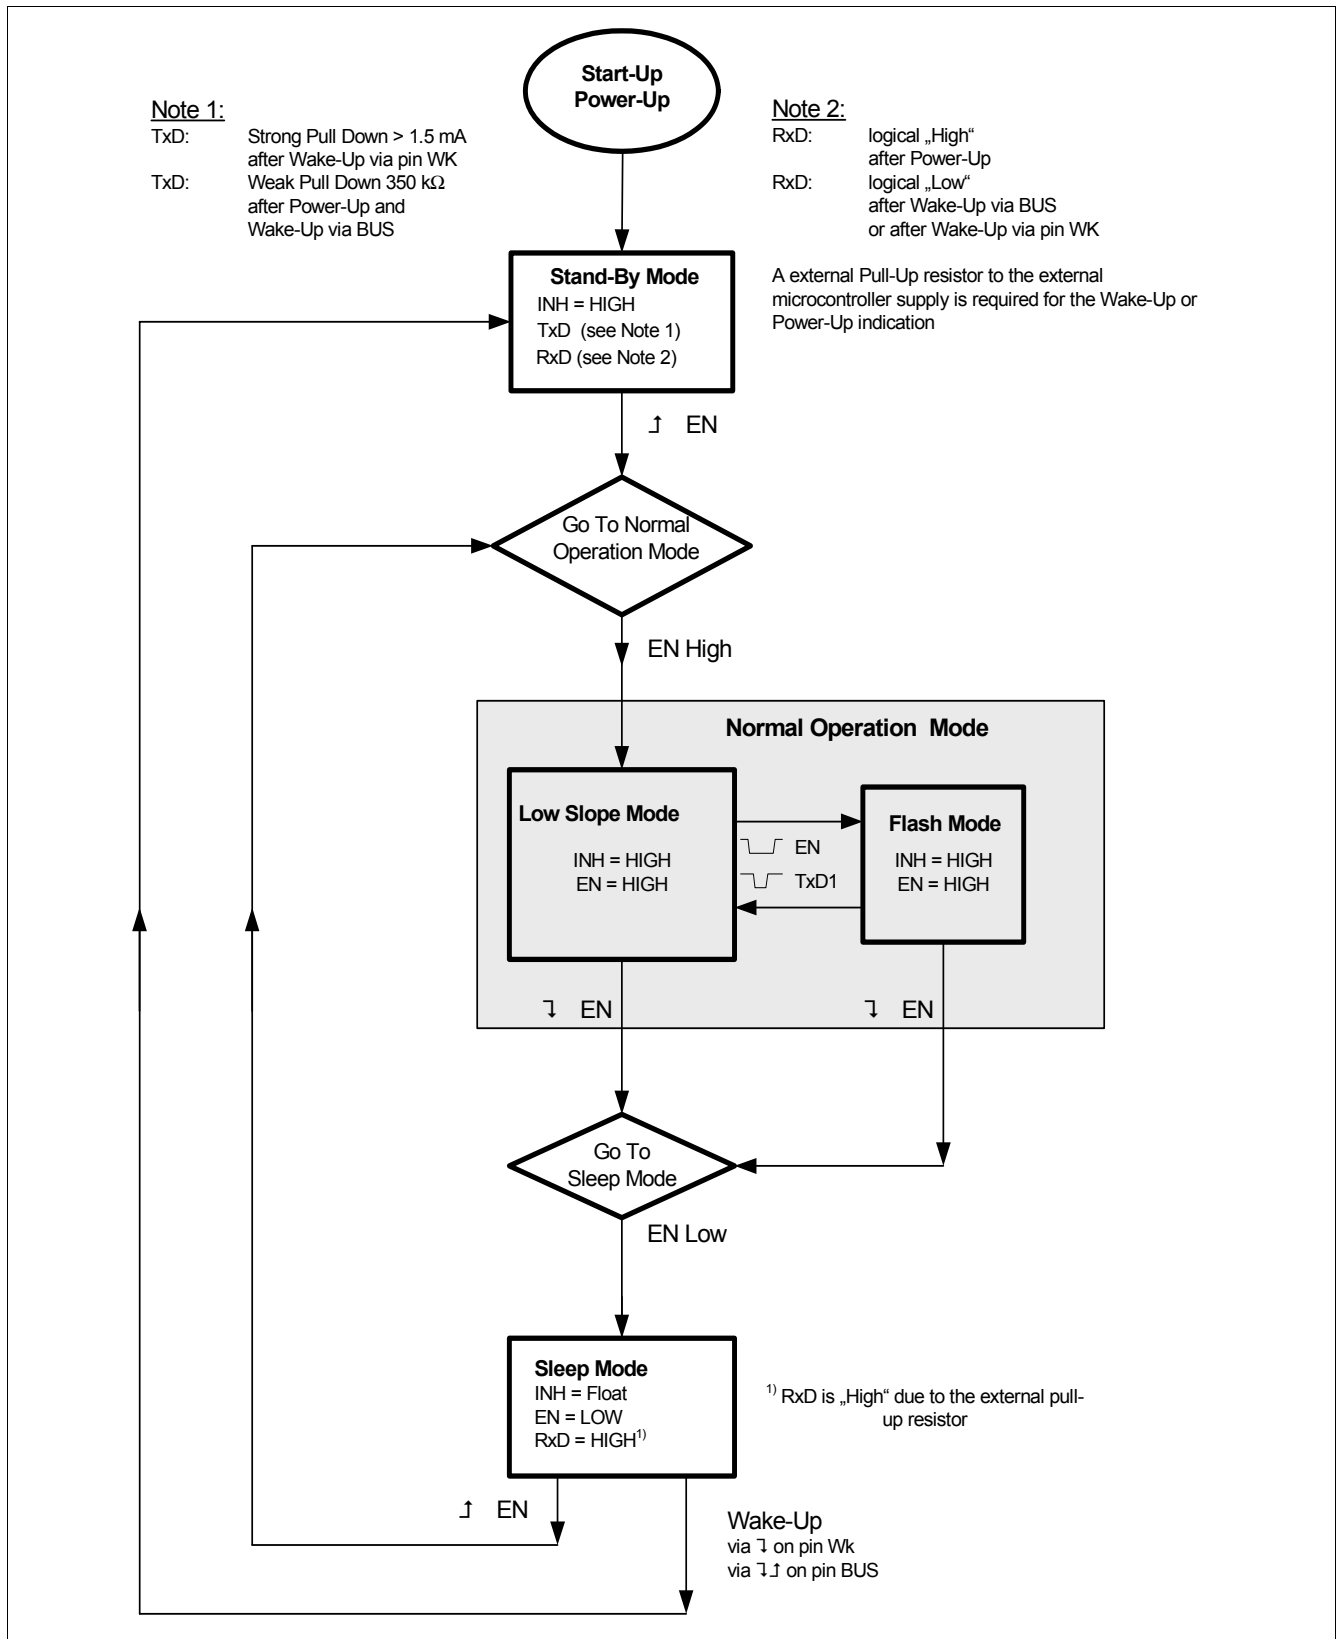 Start-Up
Power-Up
Note 1:
TxD: Strong Pull Down > 1.5 mA
after Wake-Up via pin WK
TxD: Weak Pull Down 350 kΩ
after Power-Up and
Wake-Up via BUS
Note 2:
RxD: logical „High“
after Power-Up
RxD: logical „Low“
after Wake-Up via BUS
or after Wake-Up via pin WK
A external Pull-Up resistor to the external
microcontroller supply is required for the Wake-Up or
Power-Up indication
Stand-By Mode
INH = HIGH
TxD (see Note 1)
RxD (see Note 2)
EN
Go To Normal
Operation Mode
EN High
Normal Operation Mode
Low Slope Mode
INH = HIGH
EN = HIGH
EN
TxD1
Flash Mode
INH = HIGH
EN = HIGH
EN
EN
Go To
Sleep Mode
EN Low
Sleep Mode
INH = Float
EN = LOW
RxD = HIGH1)
1) RxD is „High“ due to the external pull-
up resistor
EN
Wake-Up
via ↴ on pin Wk
via ↴↥ on pin BUS